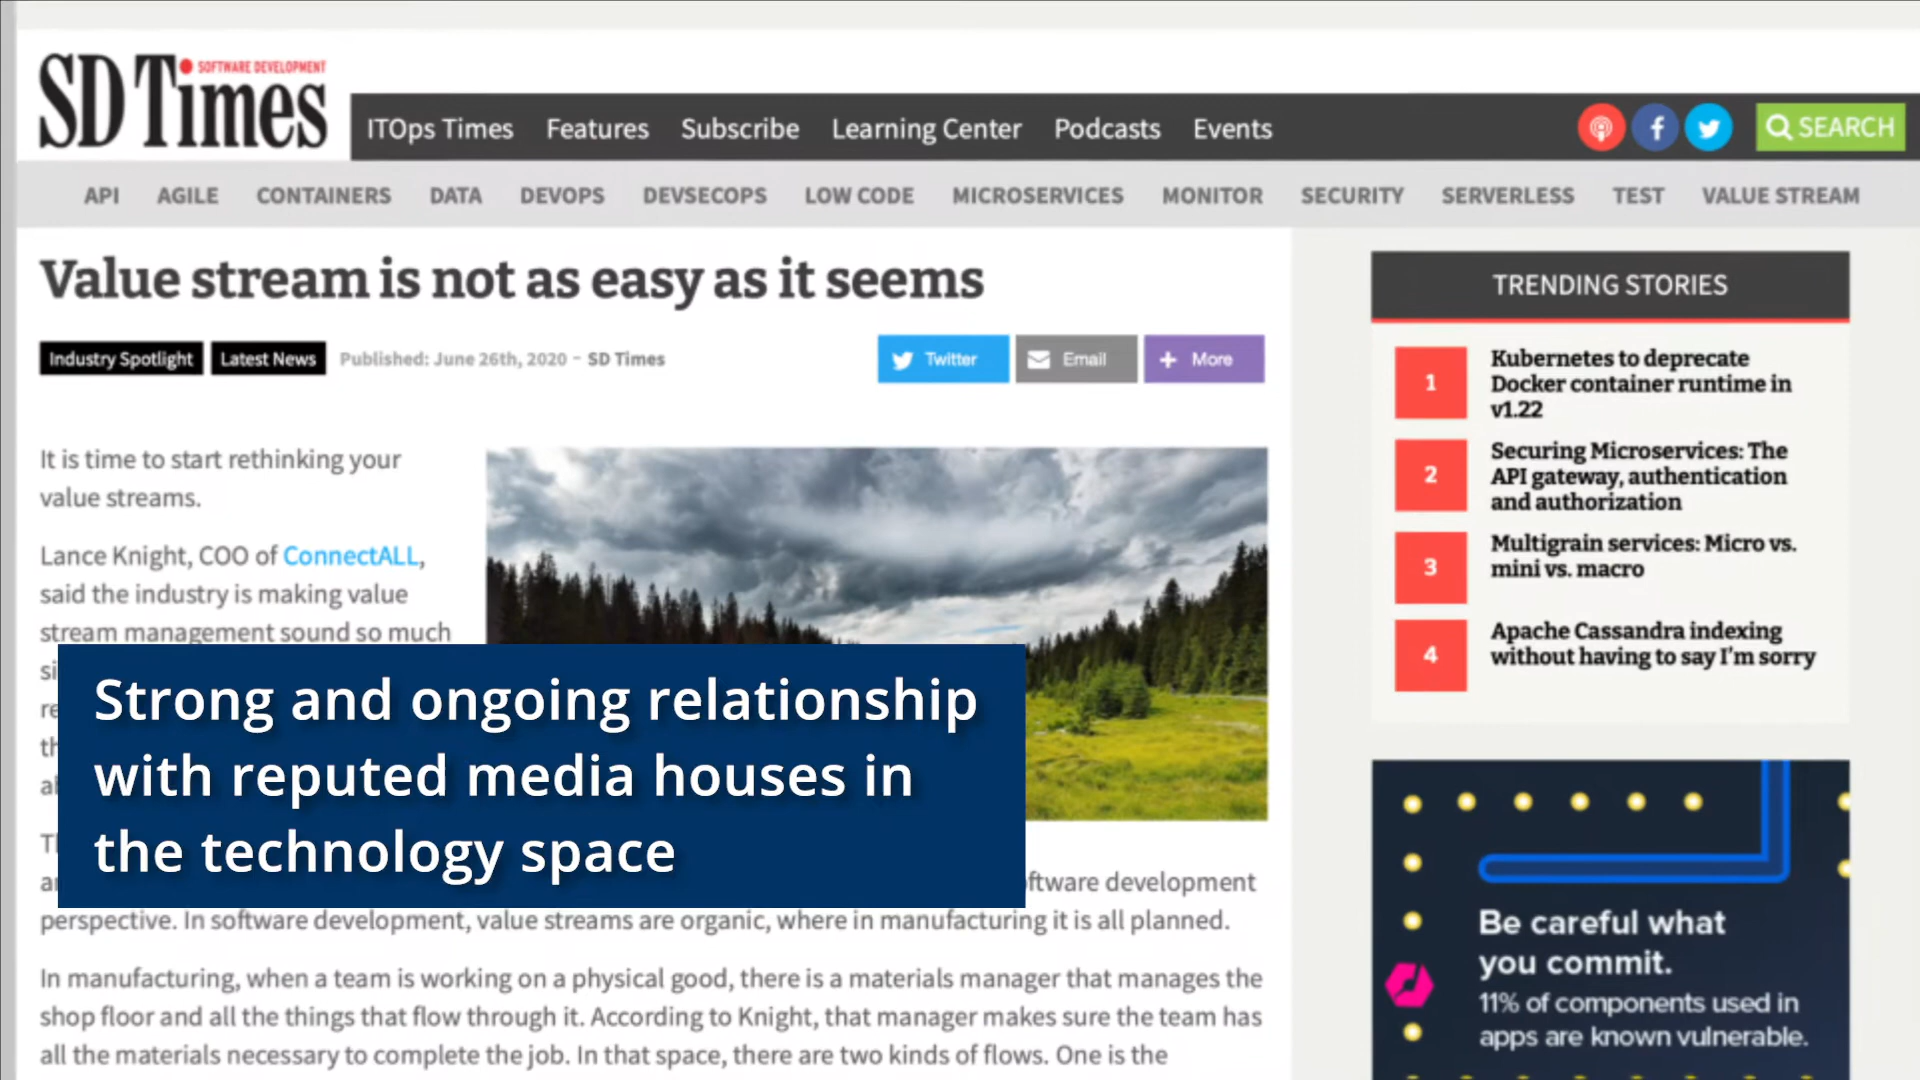 SOFTWARE DEVELOPMENT
SD Times
ITOps Times Features Subscribe Learning Center Podcasts Events
SEARCH
API AGILE CONTAINERS DATA DEVOPS DEVSECOPS LOW CODE MICROSERVICES MONITOR SECURITY SERVERLESS TEST VALUE STREAM
Value stream is not as easy as it seems
Industry Spotlight Latest News Published: June 26th, 2020 - SD Times
Twitter Email More
It is time to start rethinking your
value streams.
Lance Knight, COO of ConnectALL,
said the industry is making value
stream management sound so much
Strong and ongoing relationship
with reputed media houses in
the technology space
development
perspective. In software development, value streams are organic, where in manufacturing it is all planned.
In manufacturing, when a team is working on a physical good, there is a materials manager that manages the
shop floor and all the things that flow through it. According to Knight, that manager makes sure the team has
all the materials necessary to complete the job. In that space, there are two kinds of flows. One is the
TRENDING STORIES
1
Kubernetes to deprecate
Docker container runtime in
v1.22
2
Securing Microservices: The
API gateway, authentication
and authorization
3
Multigrain services: Micro vs.
mini vs. macro
4
Apache Cassandra indexing
without having to say I'm sorry
Be careful what
you commit.
11% of components used in
apps are known vulnerable.